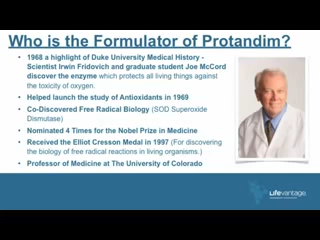 Who is the Formulator of Protandim?
• 1968 a highlight of Duke University Medical History -
Scientist Irwin Fridovich and graduate student Joe McCord
discover the enzyme which protects all living things against
the toxicity of oxygen.
• Helped launch the study of Antioxidants in 1969
• Co-Discovered Free Radical Biology (SOD Superoxide
Dismutase)
• Nominated 4 Times for the Nobel Prize in Medicine
• Received the Elliot Cresson Medal in 1997 (For discovering
the biology of free radical reactions in living organisms.)
• Professor of Medicine at The University of Colorado
Lifevantage.